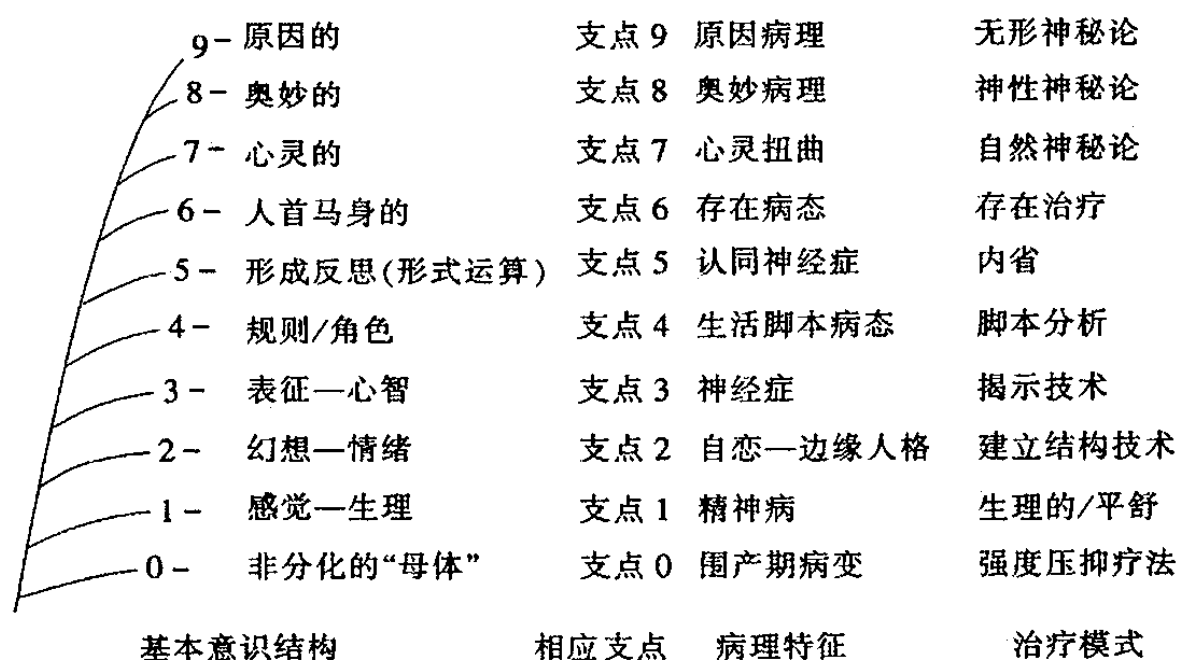 9- 原因的 支点 9 原因病理 无形神秘论
8- 奥妙的 支点 8 奥妙病理 神性神秘论
7- 心灵的 支点 7 心灵扭曲 自然神秘论
6- 人首马身的 支点 6 存在病态 存在治疗
5- 形成反思(形式运算) 支点 5 认同神经症 内省
4- 规则/角色 支点 4 生活脚本病态 脚本分析
3- 表征—心智 支点 3 神经症 揭示技术
2- 幻想—情绪 支点 2 自恋—边缘人格 建立结构技术
1- 感觉—生理 支点 1 精神病 生理的/平舒
0- 非分化的“母体” 支点 0 围产期病变 强度压抑疗法
基本意识结构 相应支点 病理特征 治疗模式